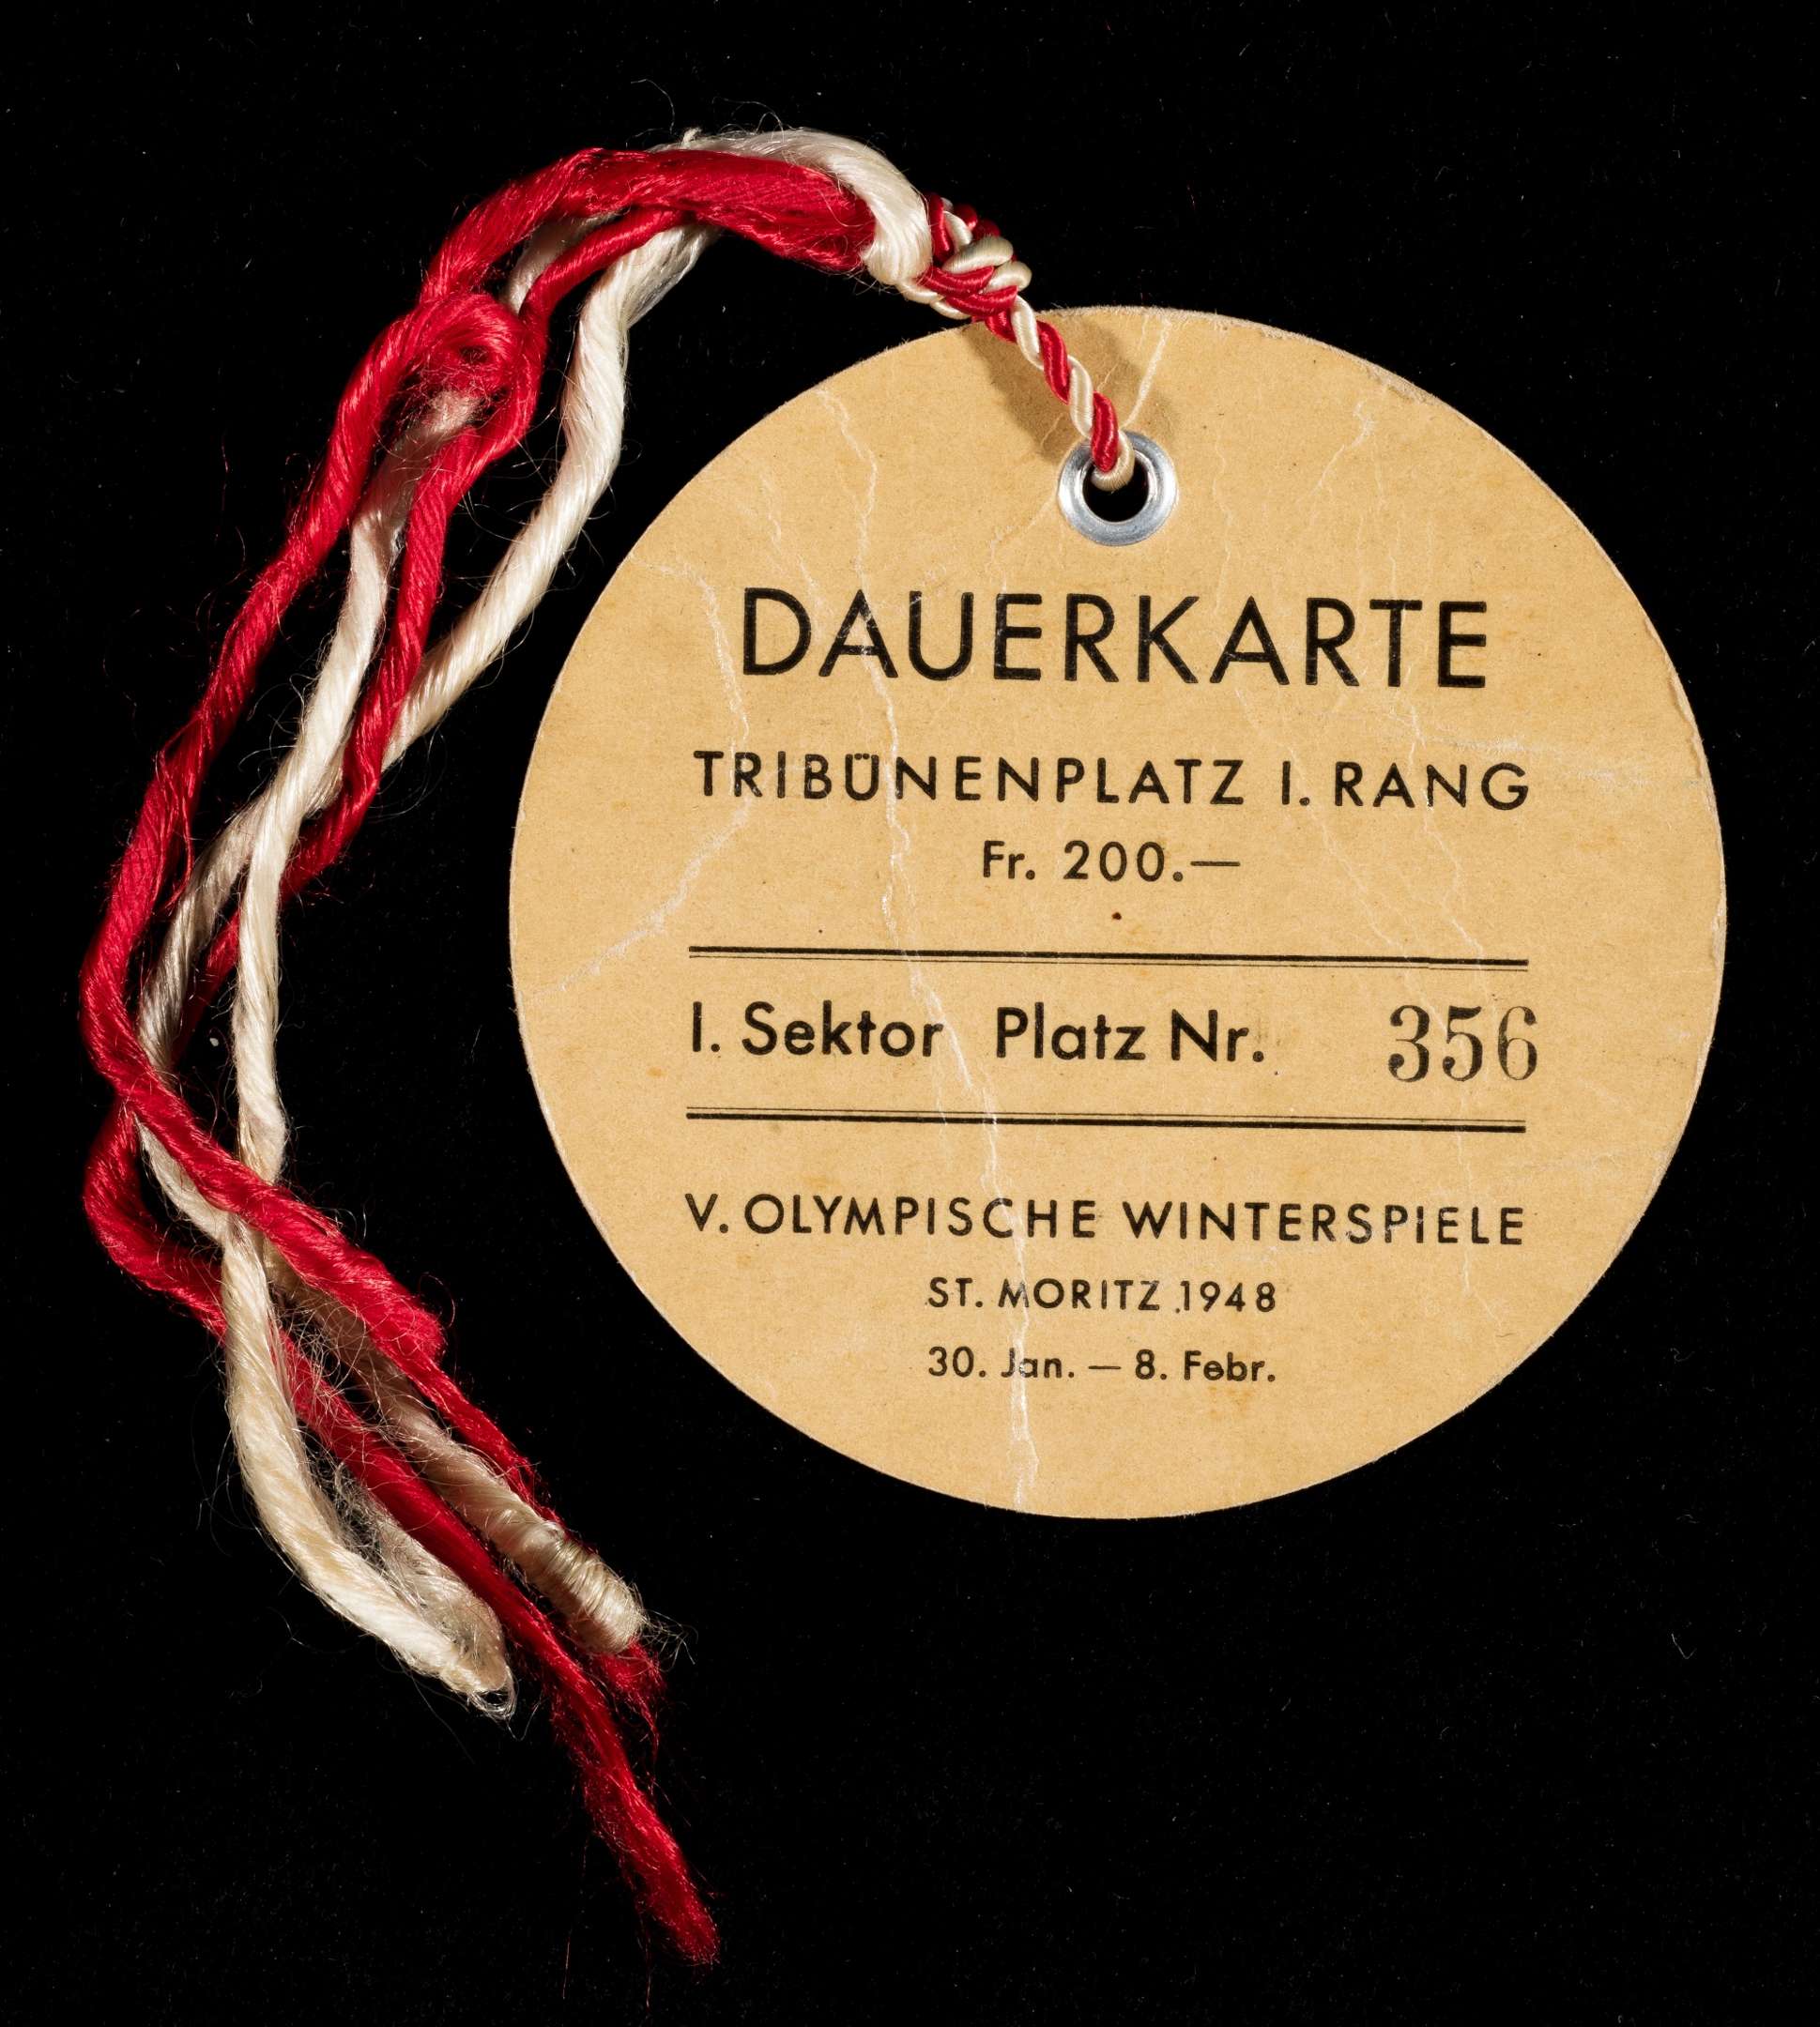 DAUERKARTE
TRIBÜNENPLATZ I. RANG
Fr. 200.—
I. Sektor Platz Nr. 356
V. OLYMPISCHE WINTERSPIELE
ST. MORITZ 1948
30. Jan. — 8. Febr.